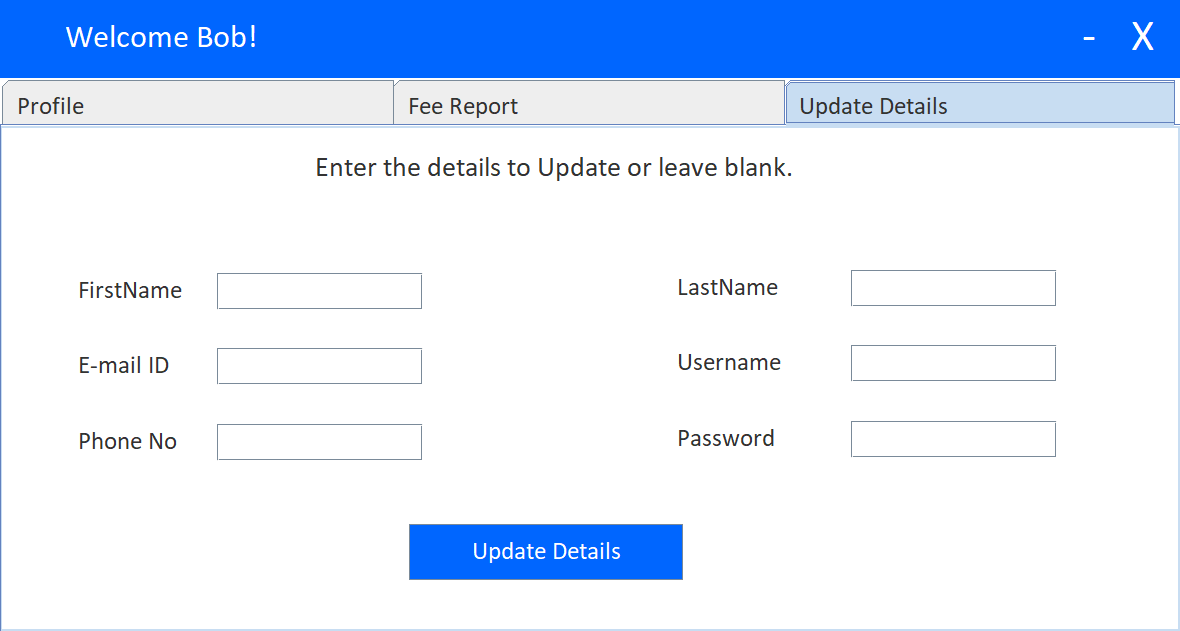 Welcome Bob! - X
Profile Fee Report Update Details
Enter the details to Update or leave blank.
FirstName LastName
E-mail ID Username
Phone No Password
Update Details